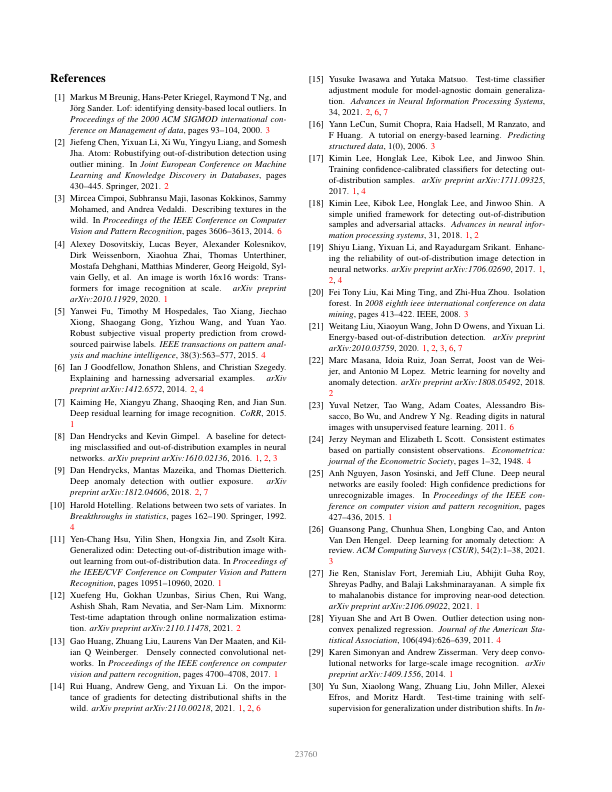 References
[1] Markus M Breunig, Hans-Peter Kriegel, Raymond T Ng, and
Jörg Sander. Lof: identifying density-based local outliers. In
Proceedings of the 2000 ACM SIGMOD international con-
ference on Management of data, pages 93–104, 2000. 3
[2] Jiefeng Chen, Yixuan Li, Xi Wu, Yingyu Liang, and Somesh
Jha. Atom: Robustifying out-of-distribution detection using
outlier mining. In Joint European Conference on Machine
Learning and Knowledge Discovery in Databases, pages
430–445. Springer, 2021. 2
[3] Mircea Cimpoi, Subhransu Maji, Iasonas Kokkinos, Sammy
Mohamed, and Andrea Vedaldi. Describing textures in the
wild. In Proceedings of the IEEE Conference on Computer
Vision and Pattern Recognition, pages 3606–3613, 2014. 6
[4] Alexey Dosovitskiy, Lucas Beyer, Alexander Kolesnikov,
Dirk Weissenborn, Xiaohua Zhai, Thomas Unterthiner,
Mostafa Dehghani, Matthias Minderer, Georg Heigold, Syl-
vain Gelly, et al. An image is worth 16x16 words: Trans-
formers for image recognition at scale. arXiv preprint
arXiv:2010.11929, 2020. 1
[5] Yanwei Fu, Timothy M Hospedales, Tao Xiang, Jiechao
Xiong, Shaogang Gong, Yizhou Wang, and Yuan Yao.
Robust subjective visual property prediction from crowd-
sourced pairwise labels. IEEE transactions on pattern anal-
ysis and machine intelligence, 38(3):563–577, 2015. 4
[6] Ian J Goodfellow, Jonathon Shlens, and Christian Szegedy.
Explaining and harnessing adversarial examples. arXiv
preprint arXiv:1412.6572, 2014. 2, 4
[7] Kaiming He, Xiangyu Zhang, Shaoqing Ren, and Jian Sun.
Deep residual learning for image recognition. CoRR, 2015.
1
[8] Dan Hendrycks and Kevin Gimpel. A baseline for detect-
ing misclassified and out-of-distribution examples in neural
networks. arXiv preprint arXiv:1610.02136, 2016. 1, 2, 3
[9] Dan Hendrycks, Mantas Mazeika, and Thomas Dietterich.
Deep anomaly detection with outlier exposure. arXiv
preprint arXiv:1812.04606, 2018. 2, 7
[10] Harold Hotelling. Relations between two sets of variates. In
Breakthroughs in statistics, pages 162–190. Springer, 1992.
4
[11] Yen-Chang Hsu, Yilin Shen, Hongxia Jin, and Zsolt Kira.
Generalized odin: Detecting out-of-distribution image with-
out learning from out-of-distribution data. In Proceedings of
the IEEE/CVF Conference on Computer Vision and Pattern
Recognition, pages 10951–10960, 2020. 1
[12] Xuefeng Hu, Gokhan Uzunbas, Sirius Chen, Rui Wang,
Ashish Shah, Ram Nevatia, and Ser-Nam Lim. Mixnorm:
Test-time adaptation through online normalization estima-
tion. arXiv preprint arXiv:2110.11478, 2021. 2
[13] Gao Huang, Zhuang Liu, Laurens Van Der Maaten, and Kil-
ian Q Weinberger. Densely connected convolutional net-
works. In Proceedings of the IEEE conference on computer
vision and pattern recognition, pages 4700–4708, 2017. 1
[14] Rui Huang, Andrew Geng, and Yixuan Li. On the impor-
tance of gradients for detecting distributional shifts in the
wild. arXiv preprint arXiv:2110.00218, 2021. 1, 2, 6
[15] Yusuke Iwasawa and Yutaka Matsuo. Test-time classifier
adjustment module for model-agnostic domain generaliza-
tion. Advances in Neural Information Processing Systems,
34, 2021. 2, 6, 7
[16] Yann LeCun, Sumit Chopra, Raia Hadsell, M Ranzato, and
F Huang. A tutorial on energy-based learning. Predicting
structured data, 1(0), 2006. 3
[17] Kimin Lee, Honglak Lee, Kibok Lee, and Jinwoo Shin.
Training confidence-calibrated classifiers for detecting out-
of-distribution samples. arXiv preprint arXiv:1711.09325,
2017. 1, 4
[18] Kimin Lee, Kibok Lee, Honglak Lee, and Jinwoo Shin. A
simple unified framework for detecting out-of-distribution
samples and adversarial attacks. Advances in neural infor-
mation processing systems, 31, 2018. 1, 2
[19] Shiyu Liang, Yixuan Li, and Rayadurgam Srikant. Enhanc-
ing the reliability of out-of-distribution image detection in
neural networks. arXiv preprint arXiv:1706.02690, 2017. 1,
2, 4
[20] Fei Tony Liu, Kai Ming Ting, and Zhi-Hua Zhou. Isolation
forest. In 2008 eighth ieee international conference on data
mining, pages 413–422. IEEE, 2008. 3
[21] Weitang Liu, Xiaoyun Wang, John D Owens, and Yixuan Li.
Energy-based out-of-distribution detection. arXiv preprint
arXiv:2010.03759, 2020. 1, 2, 3, 6, 7
[22] Marc Masana, Idoia Ruiz, Joan Serrat, Joost van de Wei-
jer, and Antonio M Lopez. Metric learning for novelty and
anomaly detection. arXiv preprint arXiv:1808.05492, 2018.
2
[23] Yuval Netzer, Tao Wang, Adam Coates, Alessandro Bis-
sacco, Bo Wu, and Andrew Y Ng. Reading digits in natural
images with unsupervised feature learning. 2011. 6
[24] Jerzy Neyman and Elizabeth L Scott. Consistent estimates
based on partially consistent observations. Econometrica:
journal of the Econometric Society, pages 1–32, 1948. 4
[25] Anh Nguyen, Jason Yosinski, and Jeff Clune. Deep neural
networks are easily fooled: High confidence predictions for
unrecognizable images. In Proceedings of the IEEE con-
ference on computer vision and pattern recognition, pages
427–436, 2015. 1
[26] Guansong Pang, Chunhua Shen, Longbing Cao, and Anton
Van Den Hengel. Deep learning for anomaly detection: A
review. ACM Computing Surveys (CSUR), 54(2):1–38, 2021.
3
[27] Jie Ren, Stanislav Fort, Jeremiah Liu, Abhijit Guha Roy,
Shreyas Padhy, and Balaji Lakshminarayanan. A simple fix
to mahalanobis distance for improving near-ood detection.
arXiv preprint arXiv:2106.09022, 2021. 1
[28] Yiyuan She and Art B Owen. Outlier detection using non-
convex penalized regression. Journal of the American Sta-
tistical Association, 106(494):626–639, 2011. 4
[29] Karen Simonyan and Andrew Zisserman. Very deep convo-
lutional networks for large-scale image recognition. arXiv
preprint arXiv:1409.1556, 2014. 1
[30] Yu Sun, Xiaolong Wang, Zhuang Liu, John Miller, Alexei
Efros, and Moritz Hardt. Test-time training with self-
supervision for generalization under distribution shifts. In In-
23760